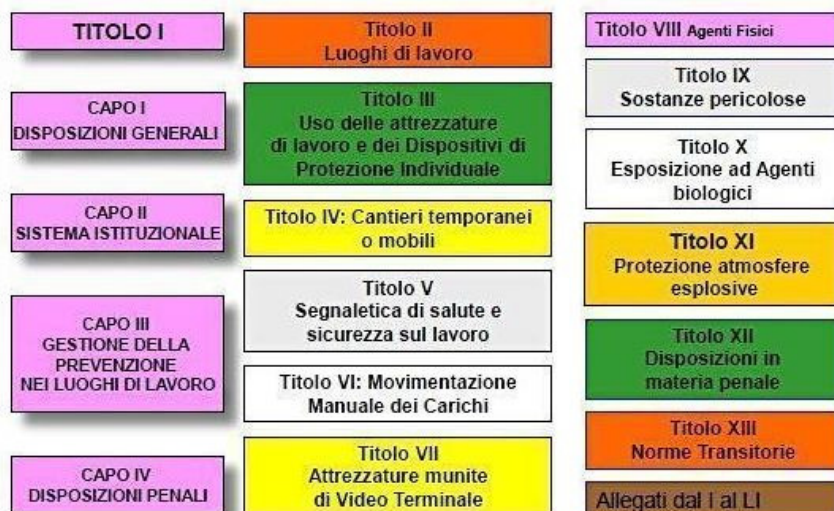 TITOLO I
CAPO I
DISPOSIZIONI GENERALI
CAPO II
SISTEMA ISTITUZIONALE
CAPO III
GESTIONE DELLA
PREVENZIONE
NEI LUOGHI DI LAVORO
CAPO IV
DISPOSIZIONI PENALI
Titolo II
Luoghi di lavoro
Titolo III
Uso delle attrezzature
di lavoro e dei Dispositivi di
Protezione Individuale
Titolo IV: Cantieri temporanei
o mobili
Titolo V
Segnaletica di salute e
sicurezza sul lavoro
Titolo VI: Movimentazione
Manuale dei Carichi
Titolo VII
Attrezzature munite
di Video Terminale
Titolo VIII Agenti Fisici
Titolo IX
Sostanze pericolose
Titolo X
Esposizione ad Agenti
biologici
Titolo XI
Protezione atmosfere
esplosive
Titolo XII
Disposizioni in
materia penale
Titolo XIII
Norme Transitorie
Allegati dal I al LI